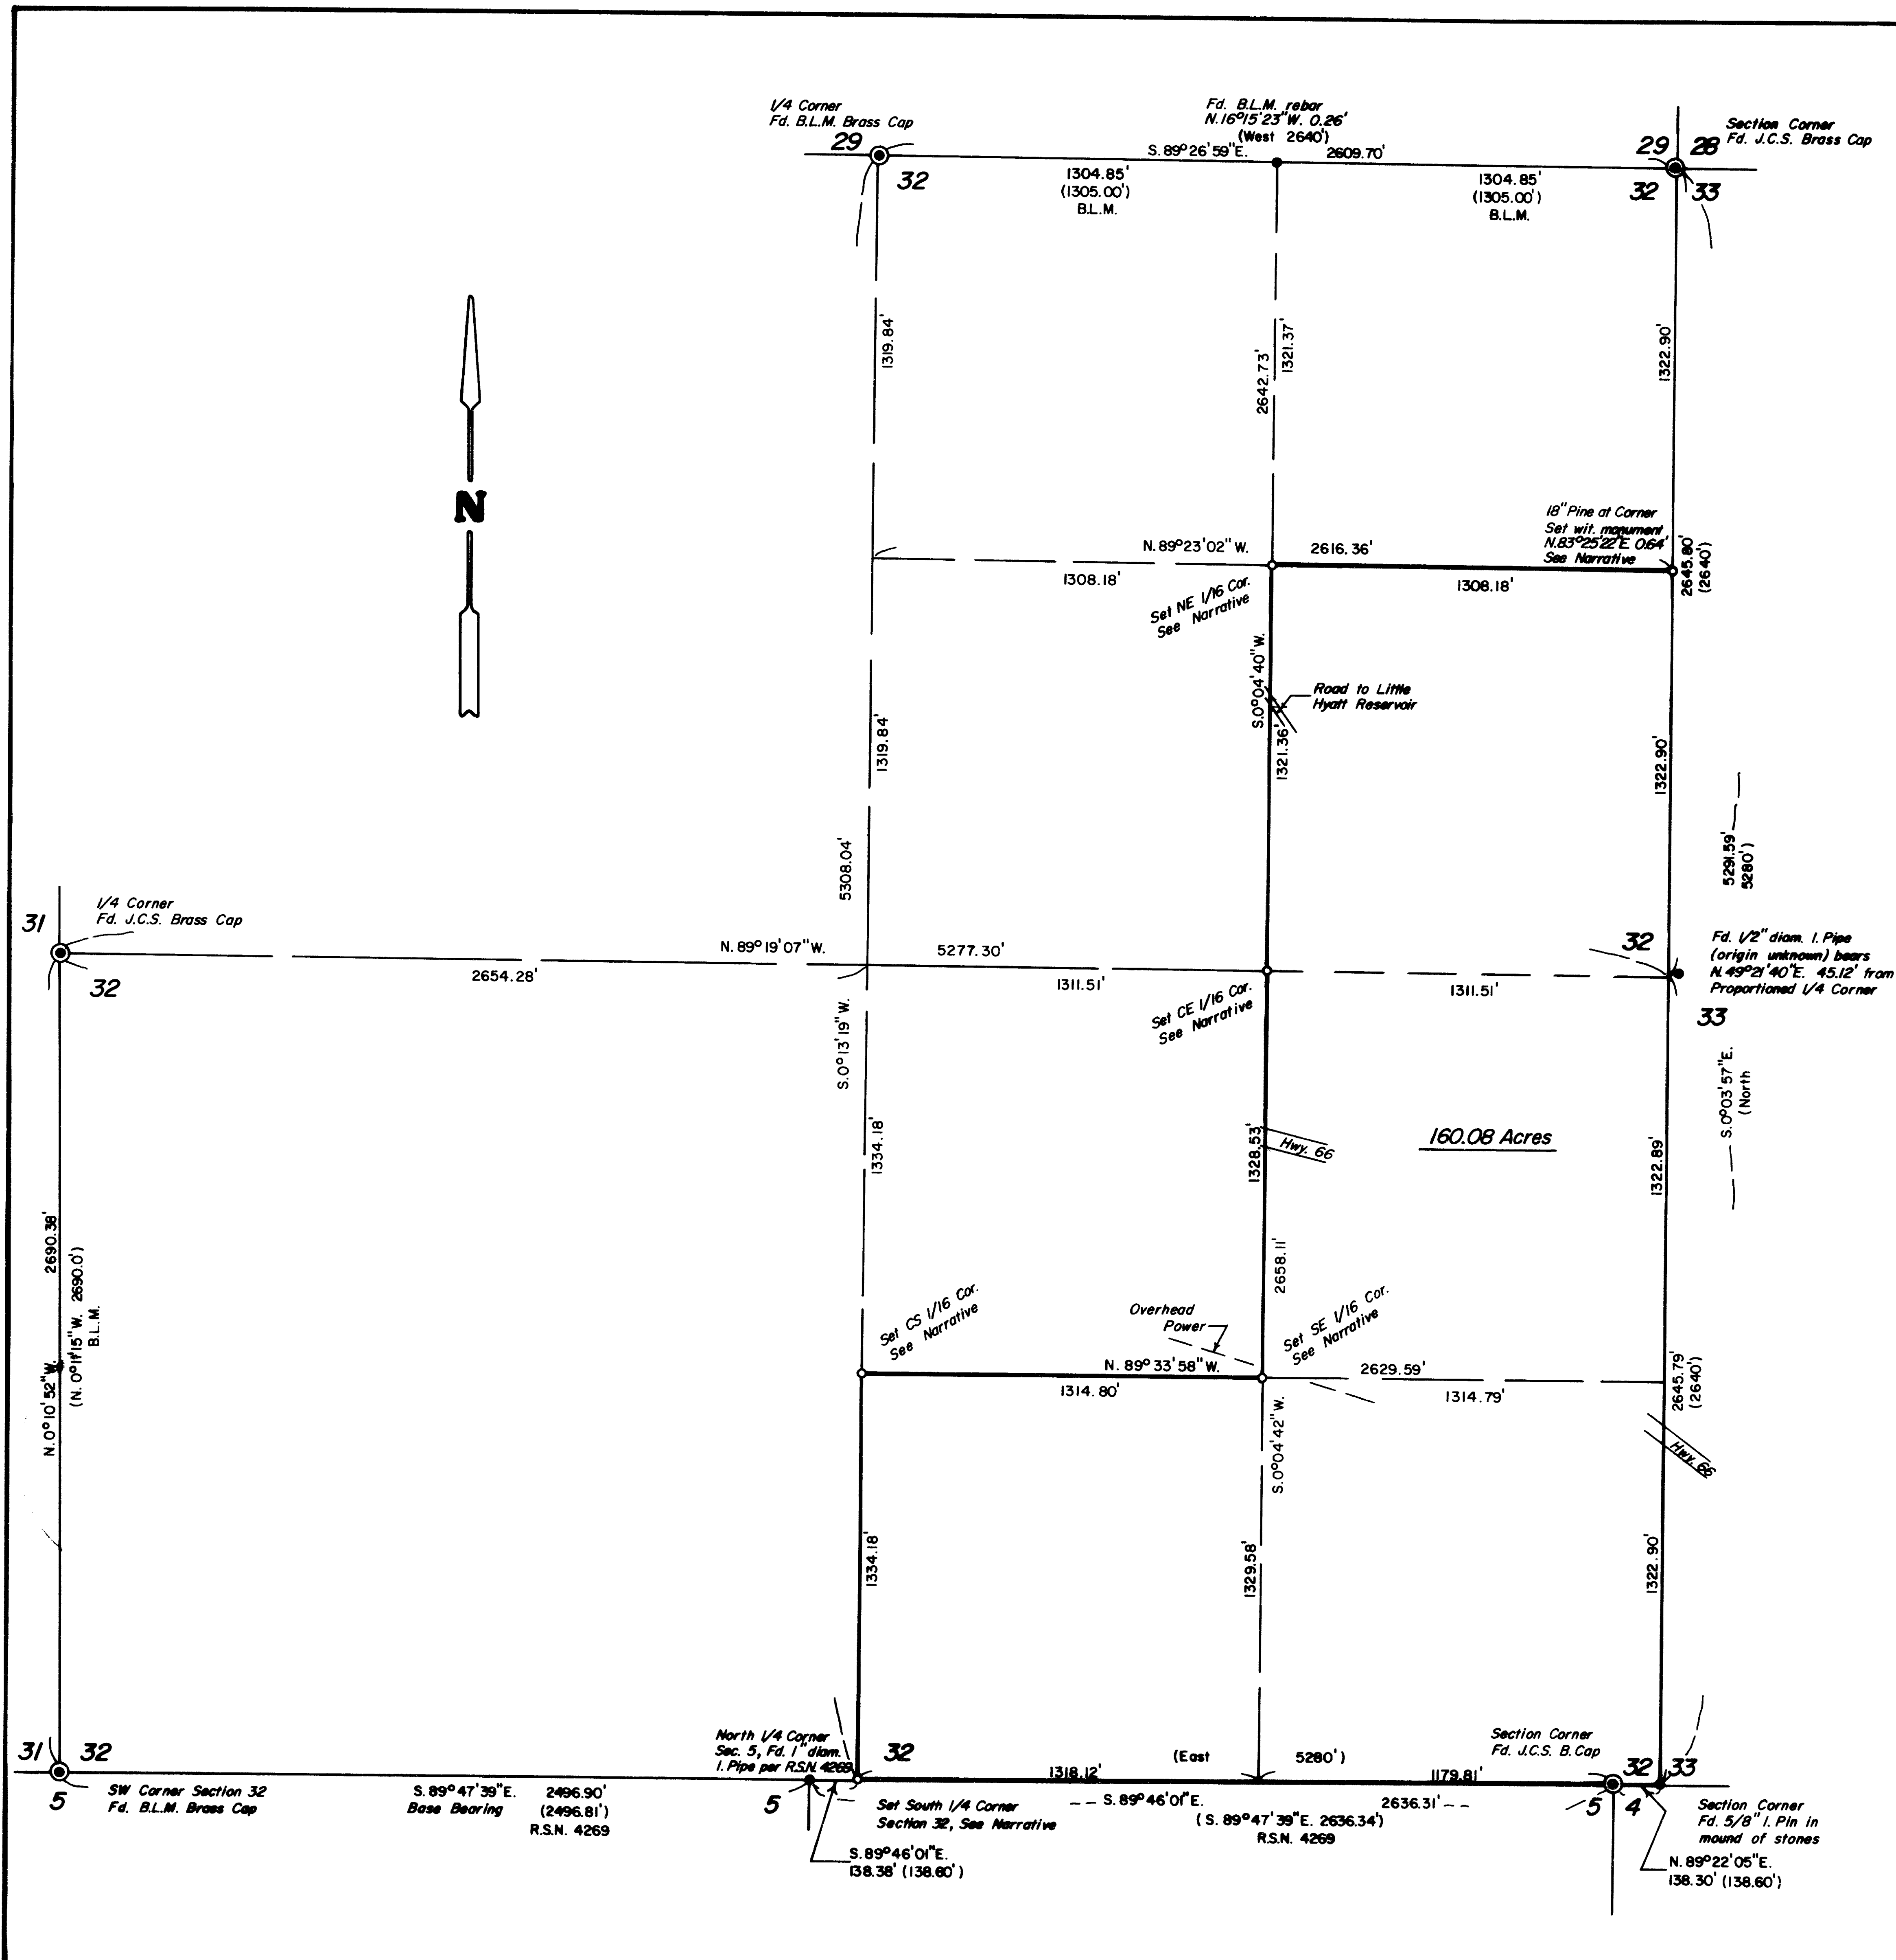 1/4 Corner
Fd. B.L.M. Brass Cap
29
32
Fd. B.L.M. rebar
N.16°15'23"W. 0.26'
(West 2640')
S.89°26'59"E. 2609.70'
1304.85'
(1305.00')
B.L.M.
1304.85'
(1305.00')
B.L.M.
Section Corner
Fd. J.C.S. Brass Cap
29 28
32 33
1319.84'
2642.73'
1321.37'
1322.90'
N
18" Pine at Corner
Set wit. monument
N.83°25'22"E. 0.64'
See Narrative
N.89°23'02"W. 2616.36'
1308.18'
1308.18'
2645.80'
(2640')
Set NE 1/16 Cor.
See Narrative
S.0°04'40"W.
Road to Little
Hyatt Reservoir
1319.84'
1321.36'
1322.90'
5308.04'
5291.59'
5280')
1/4 Corner
Fd. J.C.S. Brass Cap
31
32
N.89°19'07"W. 5277.30'
2654.28'
1311.51'
1311.51'
32
33
Fd. 1/2" diam. I. Pipe
(origin unknown) bears
N.49°21'40"E. 45.12' from
Proportioned 1/4 Corner
Set CE 1/16 Cor.
See Narrative
S.0°13'19"W.
S.0°03'57"E.
(North
1334.18'
1328.53'
Hwy. 66
160.08 Acres
1322.89'
2690.38'
N.0°10'52"W.
(N.0°11'15"W. 2690.0')
B.L.M.
2658.11'
Set CS 1/16 Cor.
See Narrative
Overhead
Power
Set SE 1/16 Cor.
See Narrative
N.89°33'58"W. 2629.59'
1314.80'
1314.79'
2645.79'
(2640')
S.0°04'42"W.
Hwy. 66
1334.18'
1329.58'
1322.90'
31 32
5
SW Corner Section 32
Fd. B.L.M. Brass Cap
S.89°47'39"E. 2496.90'
Base Bearing (2496.81')
R.S.N. 4269
North 1/4 Corner
Sec. 5, Fd. 1" diam.
I. Pipe per R.S.N. 4269
32
5
(East 5280')
1318.12'
1179.81'
Section Corner
Fd. J.C.S. B. Cap
32 33
5 4
Set South 1/4 Corner
Section 32, See Narrative
S.89°46'01"E. 2636.31'
(S.89°47'39"E. 2636.34')
R.S.N. 4269
S.89°46'01"E.
138.38' (138.60')
Section Corner
Fd. 5/8" I. Pin in
mound of stones
N.89°22'05"E.
138.30' (138.60')